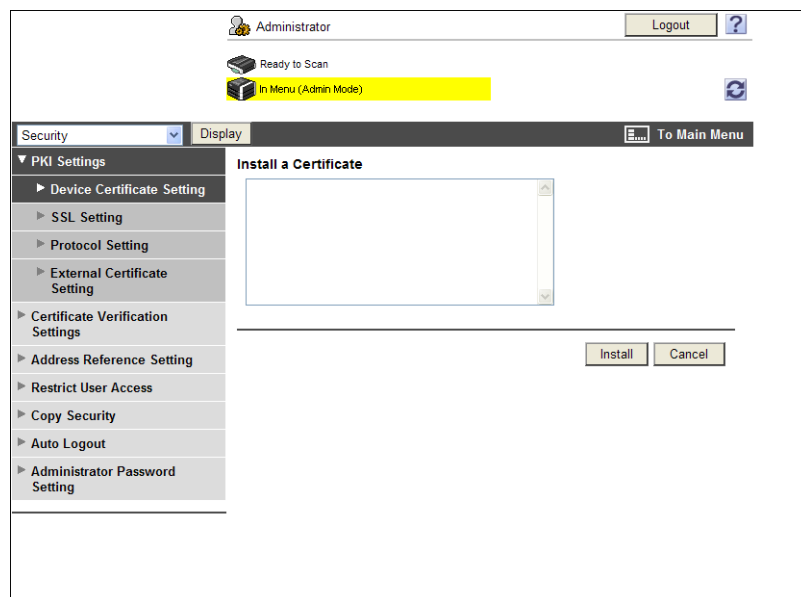 Administrator
Logout
?
Ready to Scan
In Menu (Admin Mode)
Security
Display
To Main Menu
PKI Settings
Install a Certificate
Device Certificate Setting
SSL Setting
Protocol Setting
External Certificate
Setting
Certificate Verification
Settings
Address Reference Setting
Install
Cancel
Restrict User Access
Copy Security
Auto Logout
Administrator Password
Setting